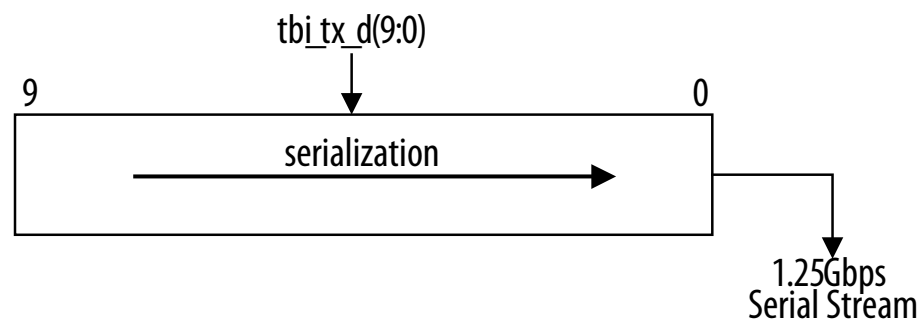 tbi_tx_d(9:0)
9 0
serialization
1.25Gbps
Serial Stream